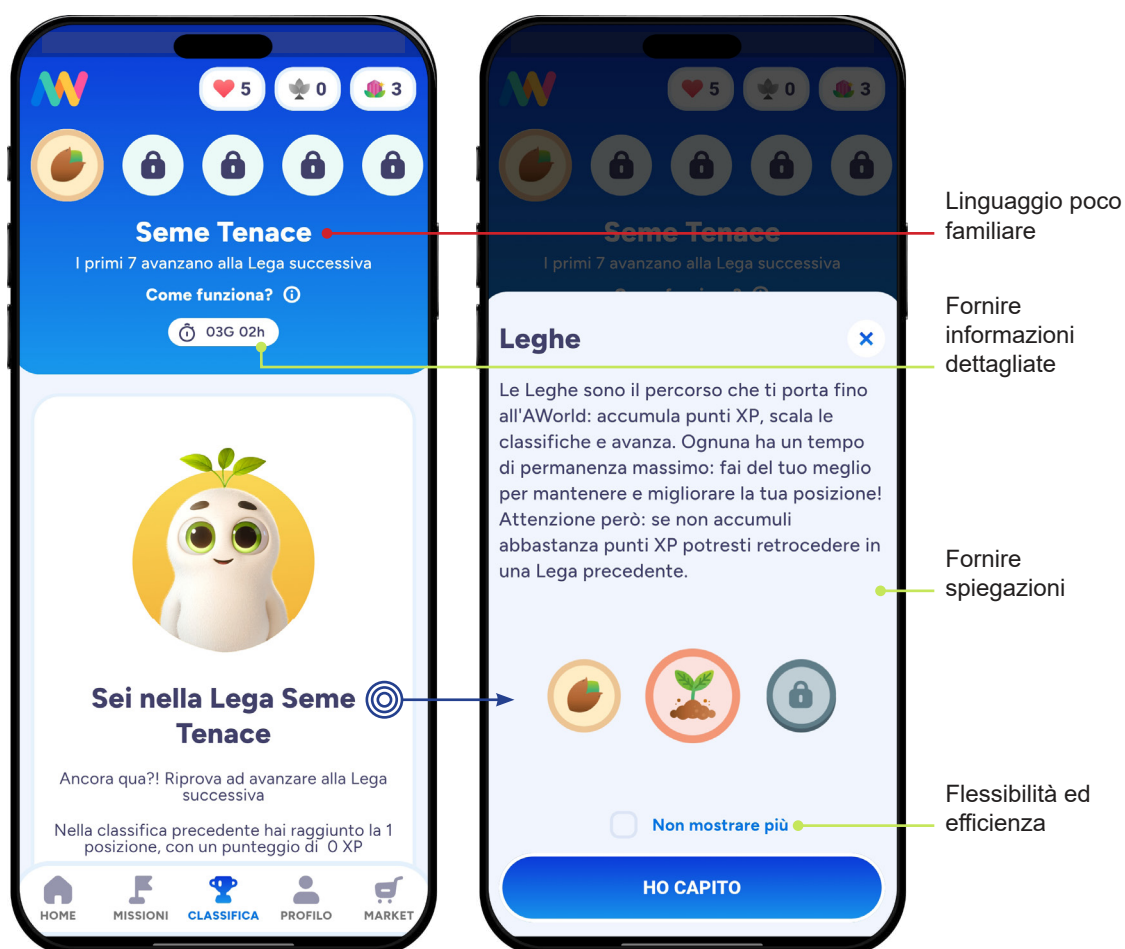 5
0
3
Seme Tenace
I primi 7 avanzano alla Lega successiva
Come funziona?
03G 02h
Sei nella Lega Seme
Tenace
Ancora qua?! Riprova ad avanzare alla Lega
successiva
Nella classifica precedente hai raggiunto la 1
posizione, con un punteggio di 0 XP
HOME
MISSIONI
CLASSIFICA
PROFILO
MARKET
5
0
3
Seme Tenace
I primi 7 avanzano alla Lega successiva
Leghe
Le Leghe sono il percorso che ti porta fino
all'AWorld: accumula punti XP, scala le
classifiche e avanza. Ognuna ha un tempo
di permanenza massimo: fai del tuo meglio
per mantenere e migliorare la tua posizione!
Attenzione però: se non accumuli
abbastanza punti XP potresti retrocedere in
una Lega precedente.
Non mostrare più
HO CAPITO
Linguaggio poco
familiare
Fornire
informazioni
dettagliate
Fornire
spiegazioni
Flessibilità ed
efficienza